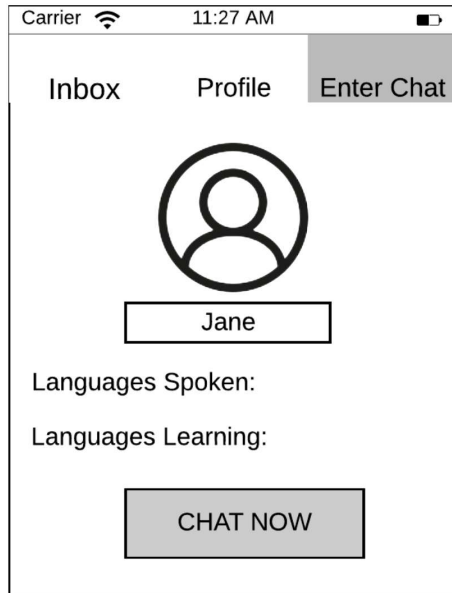 Carrier 11:27 AM
Inbox Profile Enter Chat
Jane
Languages Spoken:
Languages Learning:
CHAT NOW